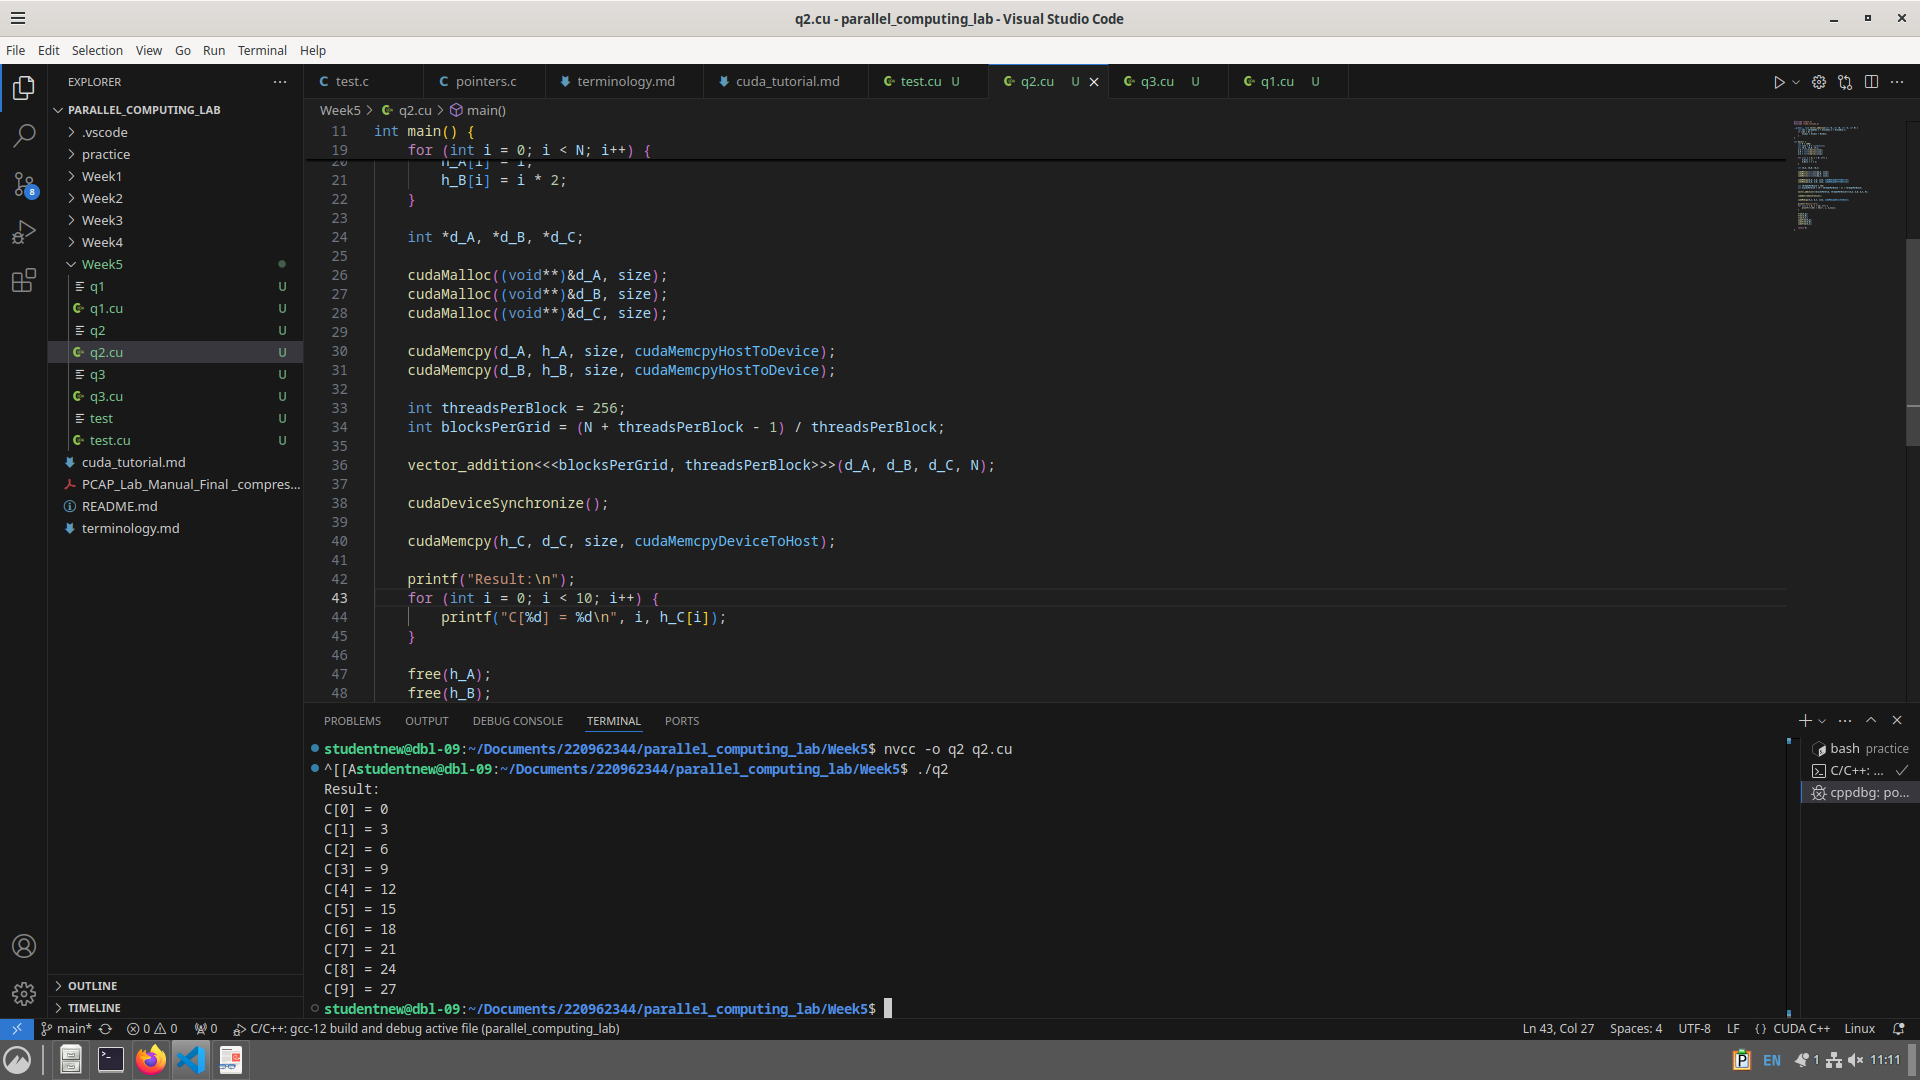 q2.cu - parallel_computing_lab - Visual Studio Code
File Edit Selection View Go Run Terminal Help
EXPLORER
PARALLEL_COMPUTING_LAB
.vscode
practice
Week1
Week2
Week3
Week4
Week5
q1 U
q1.cu U
q2 U
q2.cu U
q3 U
q3.cu U
test U
test.cu U
cuda_tutorial.md
PCAP_Lab_Manual_Final _compres...
README.md
terminology.md
OUTLINE
TIMELINE
8
test.c pointers.c terminology.md cuda_tutorial.md test.cu U q2.cu U q3.cu U q1.cu U
Week5 > q2.cu > main()
11 int main() {
19 for (int i = 0; i < N; i++) {
20 h_A[i] = i;
21 h_B[i] = i * 2;
22 }
23
24 int *d_A, *d_B, *d_C;
25
26 cudaMalloc((void**)&d_A, size);
27 cudaMalloc((void**)&d_B, size);
28 cudaMalloc((void**)&d_C, size);
29
30 cudaMemcpy(d_A, h_A, size, cudaMemcpyHostToDevice);
31 cudaMemcpy(d_B, h_B, size, cudaMemcpyHostToDevice);
32
33 int threadsPerBlock = 256;
34 int blocksPerGrid = (N + threadsPerBlock - 1) / threadsPerBlock;
35
36 vector_addition<<<blocksPerGrid, threadsPerBlock>>>(d_A, d_B, d_C, N);
37
38 cudaDeviceSynchronize();
39
40 cudaMemcpy(h_C, d_C, size, cudaMemcpyDeviceToHost);
41
42 printf("Result:\n");
43 for (int i = 0; i < 10; i++) {
44 printf("C[%d] = %d\n", i, h_C[i]);
45 }
46
47 free(h_A);
48 free(h_B);
PROBLEMS OUTPUT DEBUG CONSOLE TERMINAL PORTS
studentnew@dbl-09:~/Documents/220962344/parallel_computing_lab/Week5$ nvcc -o q2 q2.cu
^[[Astudentnew@dbl-09:~/Documents/220962344/parallel_computing_lab/Week5$ ./q2
Result:
C[0] = 0
C[1] = 3
C[2] = 6
C[3] = 9
C[4] = 12
C[5] = 15
C[6] = 18
C[7] = 21
C[8] = 24
C[9] = 27
studentnew@dbl-09:~/Documents/220962344/parallel_computing_lab/Week5$
bash practice
C/C++: ...
cppdbg: po...
main* 0 0 0 C/C++: gcc-12 build and debug active file (parallel_computing_lab) Ln 43, Col 27 Spaces: 4 UTF-8 LF {} CUDA C++ Linux
EN 1 11:11